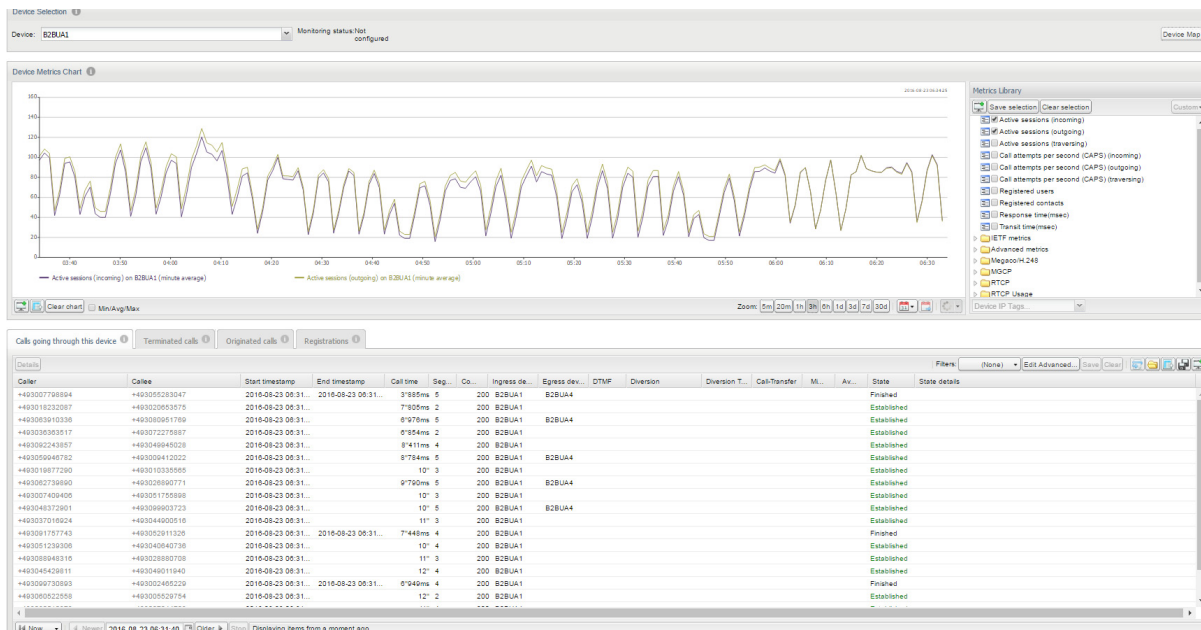 Device Selection
Device: B2BUA1 Monitoring status:Not configured Device Map
Device Metrics Chart
2016-08-23 06:34:25
160
140
120
100
80
60
40
20
0
03:40 03:50 04:00 04:10 04:20 04:30 04:40 04:50 05:00 05:10 05:20 05:30 05:40 05:50 06:00 06:10 06:20 06:30
Active sessions (incoming) on B2BUA1 (minute average) Active sessions (outgoing) on B2BUA1 (minute average)
Clear chart Min/Avg/Max Zoom: 5m 20m 1h 3h 6h 1d 3d 7d 30d
Metrics Library
Save selection Clear selection Custom
Active sessions (incoming)
Active sessions (outgoing)
Active sessions (traversing)
Call attempts per second (CAPS) (incoming)
Call attempts per second (CAPS) (outgoing)
Call attempts per second (CAPS) (traversing)
Registered users
Registered contacts
Response time(msec)
Transit time(msec)
IETF metrics
Advanced metrics
Megaco/H.248
MGCP
RTCP
RTCP Usage
Device IP Tags...
Calls going through this device Terminated calls Originated calls Registrations
Details Filters: (None) Edit Advanced... Save Clear
Caller Callee Start timestamp End timestamp Call time Seg... Co... Ingress de... Egress dev... DTMF Diversion Diversion T... Call-Transfer Mi... Av... State State details
+493007798894 +493055283047 2016-08-23 06:31... 2016-08-23 06:31... 3"885ms 5 200 B2BUA1 B2BUA4 Finished
+493018232087 +493020653575 2016-08-23 06:31... 7"805ms 2 200 B2BUA1 Established
+493063910336 +493080951769 2016-08-23 06:31... 6"976ms 5 200 B2BUA1 B2BUA4 Established
+493036363517 +493072275887 2016-08-23 06:31... 6"854ms 2 200 B2BUA1 Established
+493092243857 +493049945028 2016-08-23 06:31... 8"411ms 4 200 B2BUA1 Established
+493059946782 +493009412022 2016-08-23 06:31... 8"784ms 5 200 B2BUA1 B2BUA4 Established
+493019877290 +493010335565 2016-08-23 06:31... 10" 3 200 B2BUA1 Established
+493062739890 +493026890771 2016-08-23 06:31... 9"790ms 5 200 B2BUA1 B2BUA4 Established
+493007409406 +493051755898 2016-08-23 06:31... 10" 3 200 B2BUA1 Established
+493048372901 +493099903723 2016-08-23 06:31... 10" 5 200 B2BUA1 B2BUA4 Established
+493037016924 +493044900516 2016-08-23 06:31... 11" 3 200 B2BUA1 Established
+493091757743 +493052911326 2016-08-23 06:31... 2016-08-23 06:31... 7"448ms 4 200 B2BUA1 Finished
+493051239306 +493040640736 2016-08-23 06:31... 10" 4 200 B2BUA1 Established
+493088948316 +493028880708 2016-08-23 06:31... 11" 3 200 B2BUA1 Established
+493045429811 +493049011940 2016-08-23 06:31... 12" 4 200 B2BUA1 Established
+493099730893 +493002465229 2016-08-23 06:31... 2016-08-23 06:31... 6"949ms 4 200 B2BUA1 Finished
+493060522558 +493005529754 2016-08-23 06:31... 12" 2 200 B2BUA1 Established
Now Newer 2016-08-23 06:31:40 Older Stop Displaying items from a moment ago